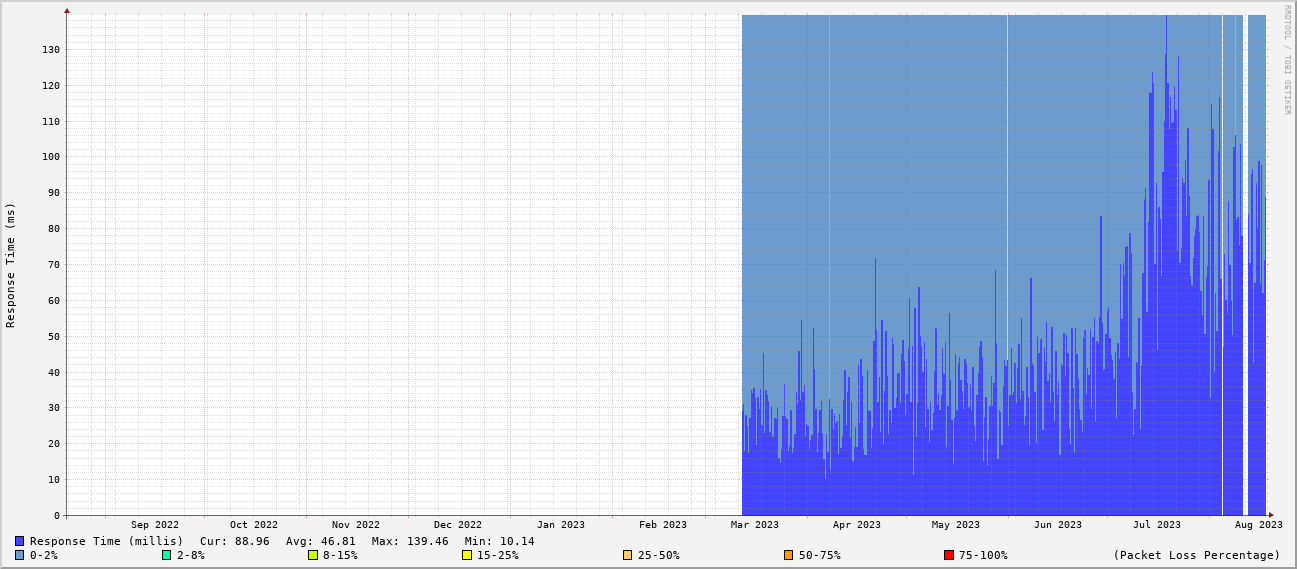 RRDTOOL / TOBI OETIKER
Response Time (ms)
130
120
110
100
90
80
70
60
50
40
30
20
10
0
Sep 2022 Oct 2022 Nov 2022 Dec 2022 Jan 2023 Feb 2023 Mar 2023 Apr 2023 May 2023 Jun 2023 Jul 2023 Aug 2023
Response Time (millis) Cur: 88.96 Avg: 46.81 Max: 139.46 Min: 10.14
0-2% 2-8% 8-15% 15-25% 25-50% 50-75% 75-100% (Packet Loss Percentage)